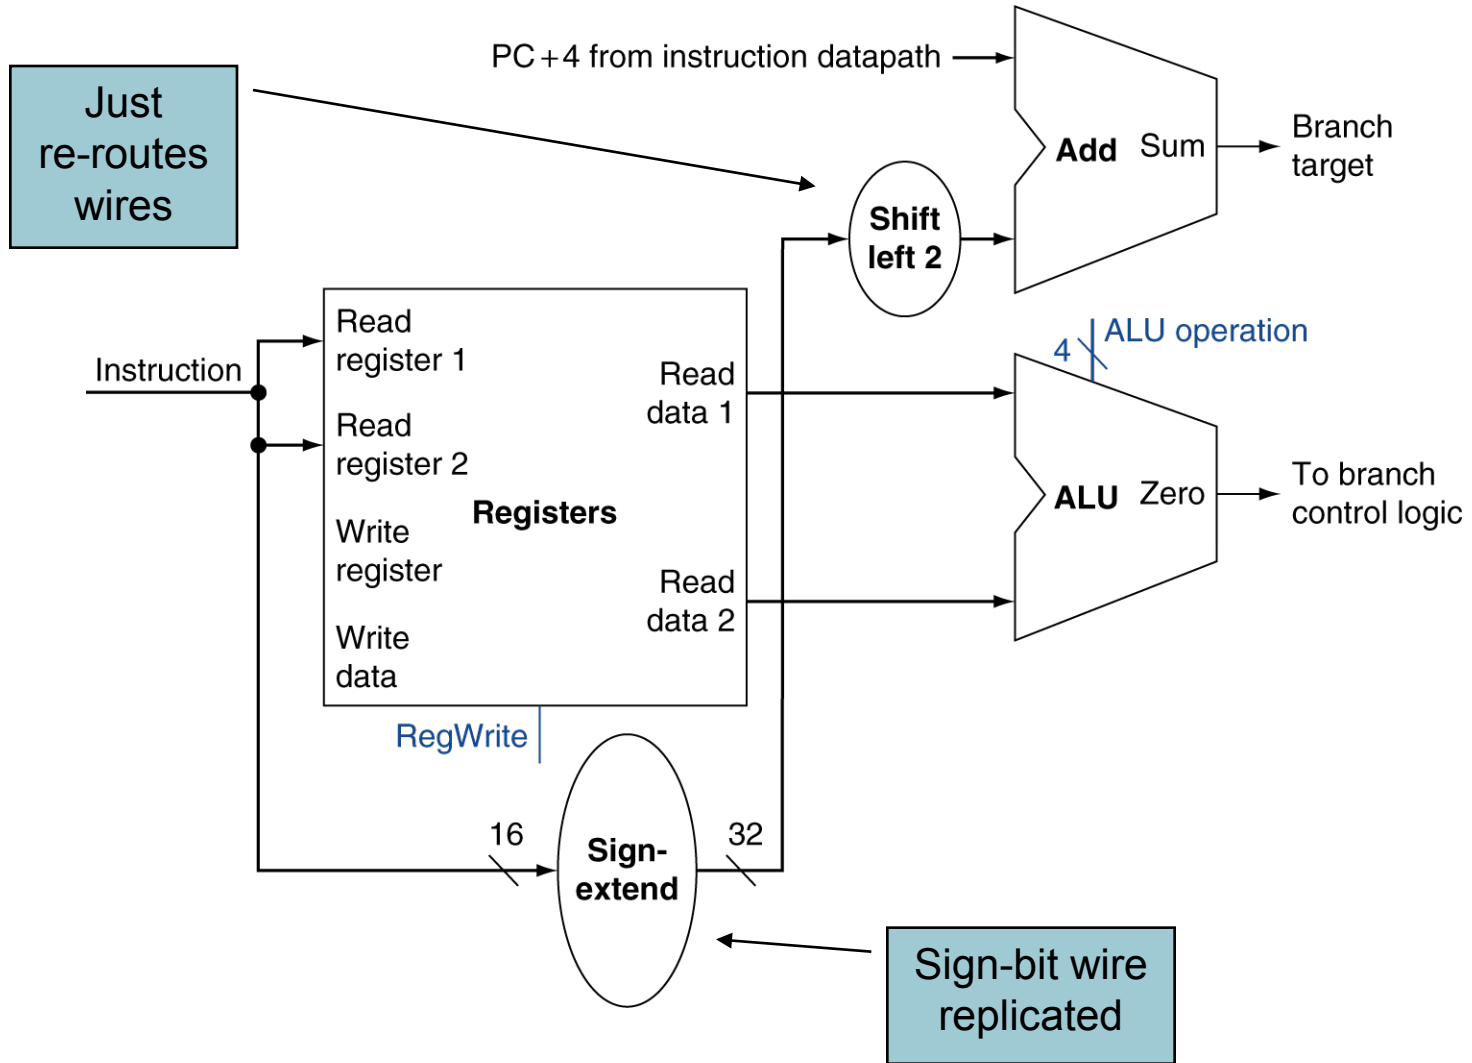 PC+4 from instruction datapath
Just
re-routes
wires
Add Sum
Branch
target
Shift
left 2
Instruction
Read
register 1
Read
register 2
Write
register
Write
data
Registers
Read
data 1
Read
data 2
RegWrite
4
ALU operation
ALU Zero
To branch
control logic
16
Sign-
extend
32
Sign-bit wire
replicated